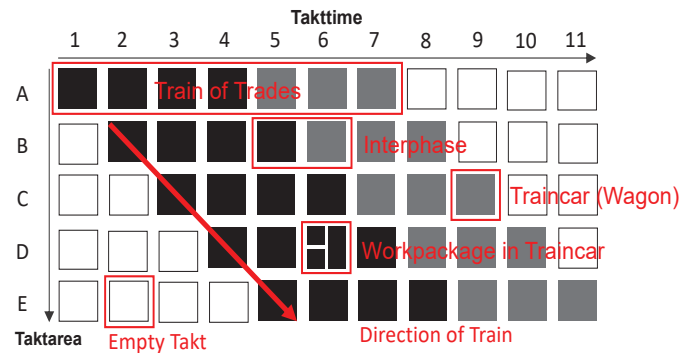 Takttime
1 2 3 4 5 6 7 8 9 10 11
A Train of Trades
B Interphase
C Traincar (Wagon)
D Workpackage in Traincar
E
Taktarea Empty Takt Direction of Train